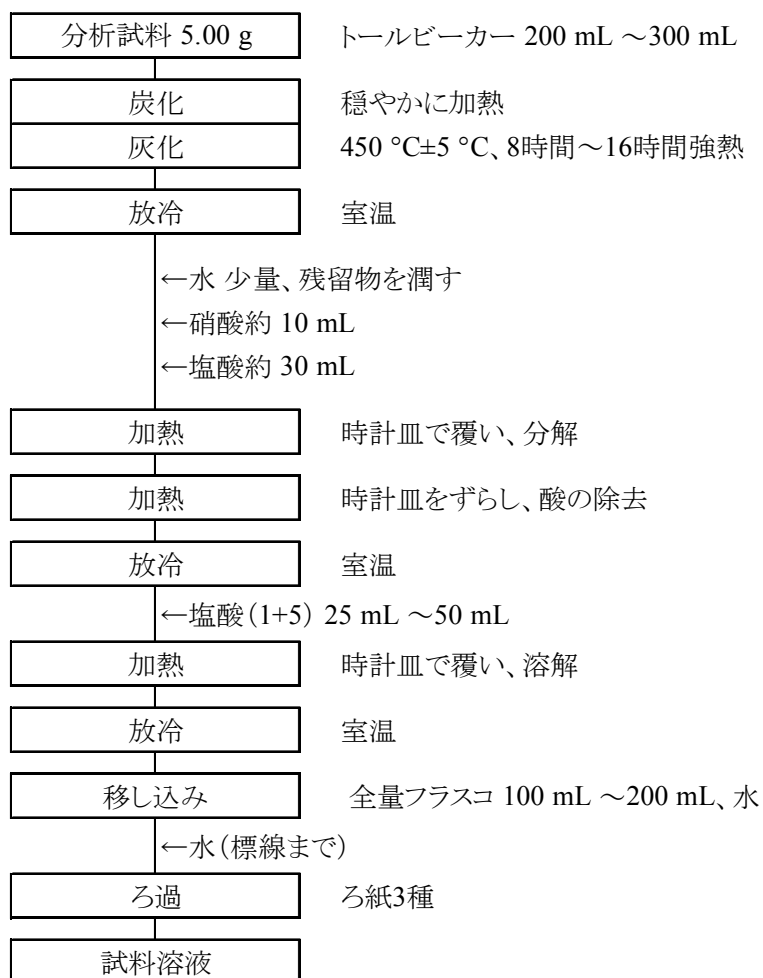 分析試料 5.00 g トールビーカー 200 mL ～300 mL
炭化 穏やかに加熱
灰化 450 °C±5 °C、8時間～16時間強熱
放冷 室温
←水 少量、残留物を潤す
←硝酸約 10 mL
←塩酸約 30 mL
加熱 時計皿で覆い、分解
加熱 時計皿をずらし、酸の除去
放冷 室温
←塩酸（1+5） 25 mL ～50 mL
加熱 時計皿で覆い、溶解
放冷 室温
移し込み 全量フラスコ 100 mL ～200 mL、水
←水（標線まで）
ろ過 ろ紙3種
試料溶液